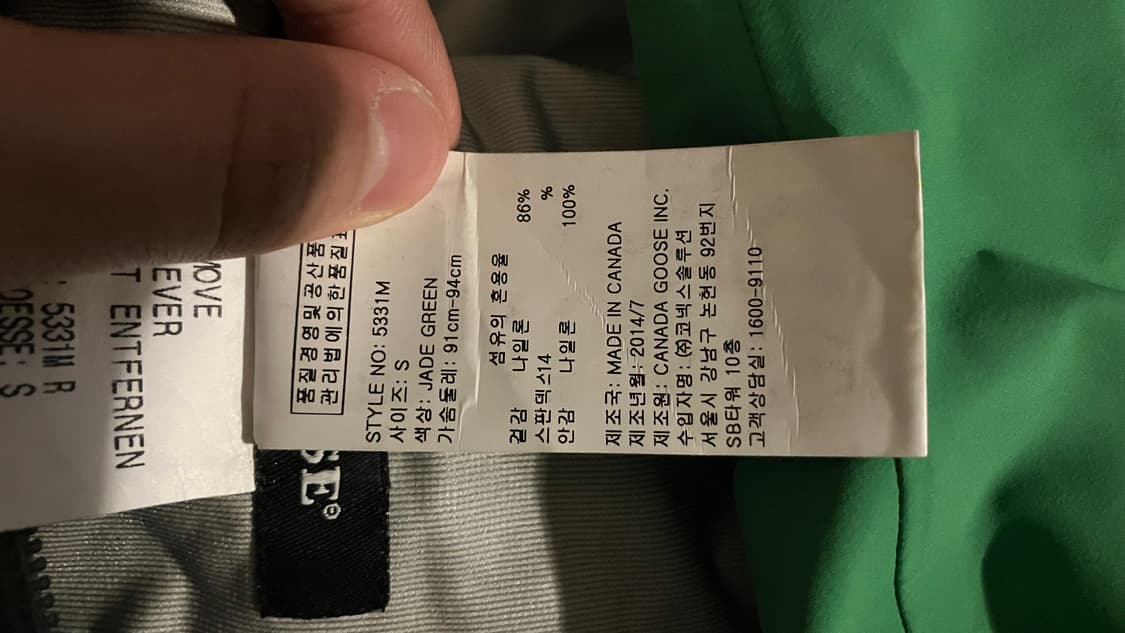 MOVE
EVER
T ENTFERNEN
5331M R
ESSE: S
SE
품질경영및공산품
관리법에의한품질
STYLE NO: 5331M
사이즈: S
색상: JADE GREEN
가슴둘레: 91cm-94cm
섬유의 혼용율
겉감 나일론 86%
스판덱스14 %
안감 나일론 100%
제조국: MADE IN CANADA
제조년월: 2014/7
제조원: CANADA GOOSE INC.
수입자명: ㈜코넥스솔루션
서울시 강남구 논현동 92번지
SB타워 10층
고객상담실: 1600-9110